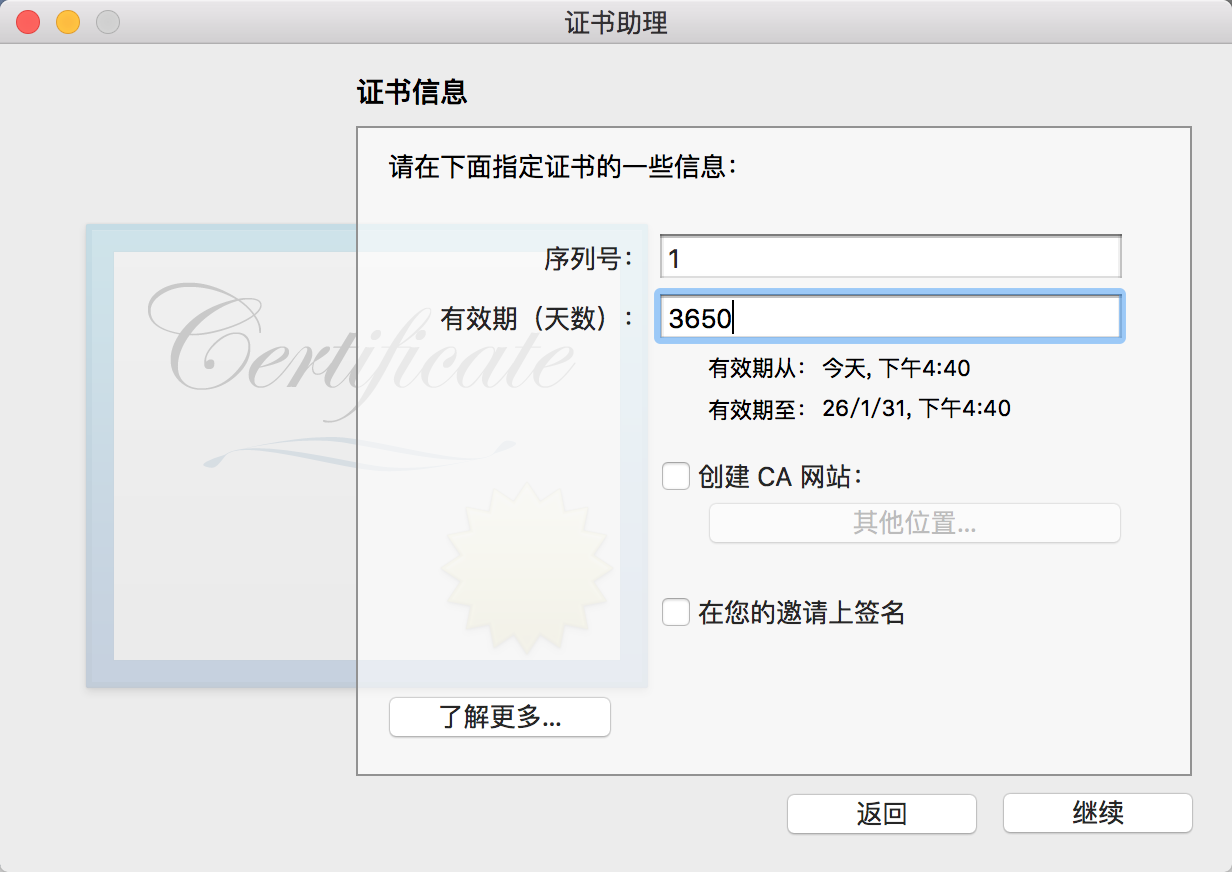 证书助理
证书信息
请在下面指定证书的一些信息：
Certificate
序列号： 1
有效期（天数）： 3650
有效期从： 今天, 下午4:40
有效期至： 26/1/31, 下午4:40
创建 CA 网站：
其他位置...
在您的邀请上签名
了解更多...
返回 继续